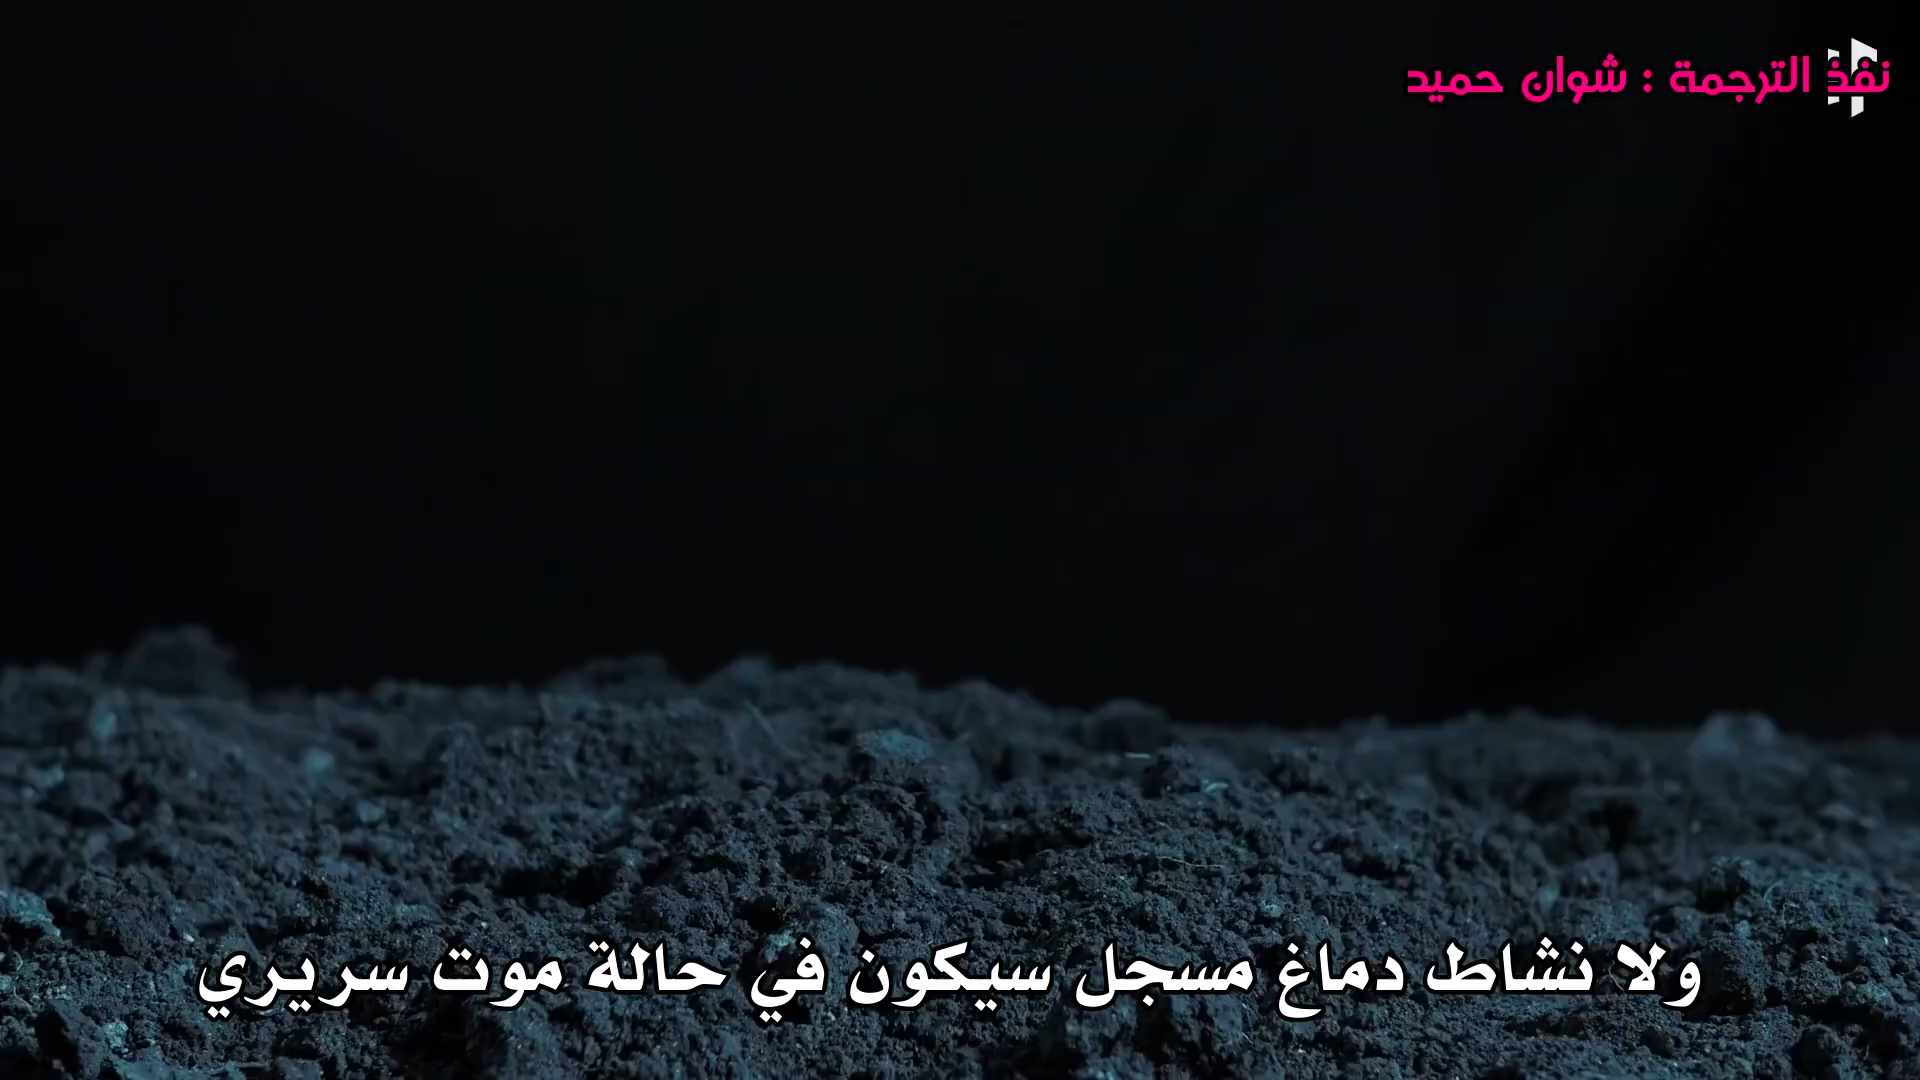 نفذ الترجمة : شوان حميد
ولا نشاط دماغ مسجل سيكون في حالة موت سريري